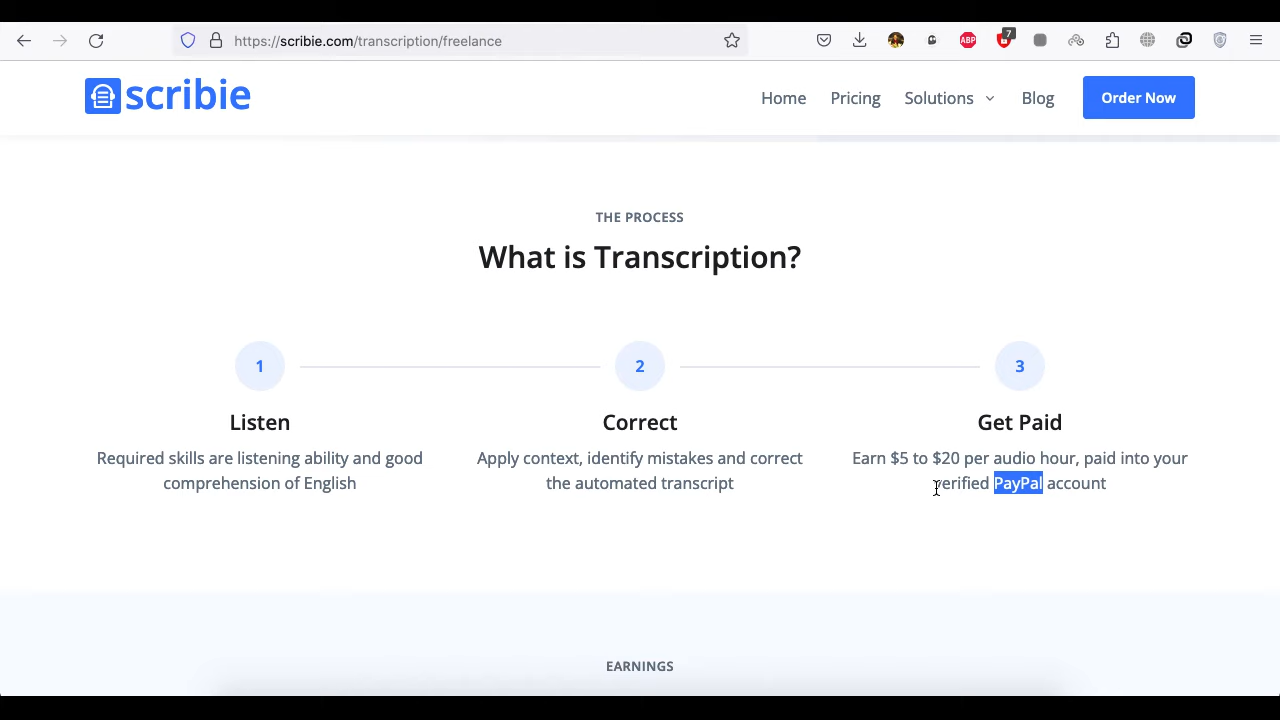 https://scribie.com/transcription/freelance
ABP
7
scribie
Home Pricing Solutions Blog Order Now
THE PROCESS
What is Transcription?
1 2 3
Listen
Required skills are listening ability and good
comprehension of English
Correct
Apply context, identify mistakes and correct
the automated transcript
Get Paid
Earn $5 to $20 per audio hour, paid into your
verified PayPal account
EARNINGS